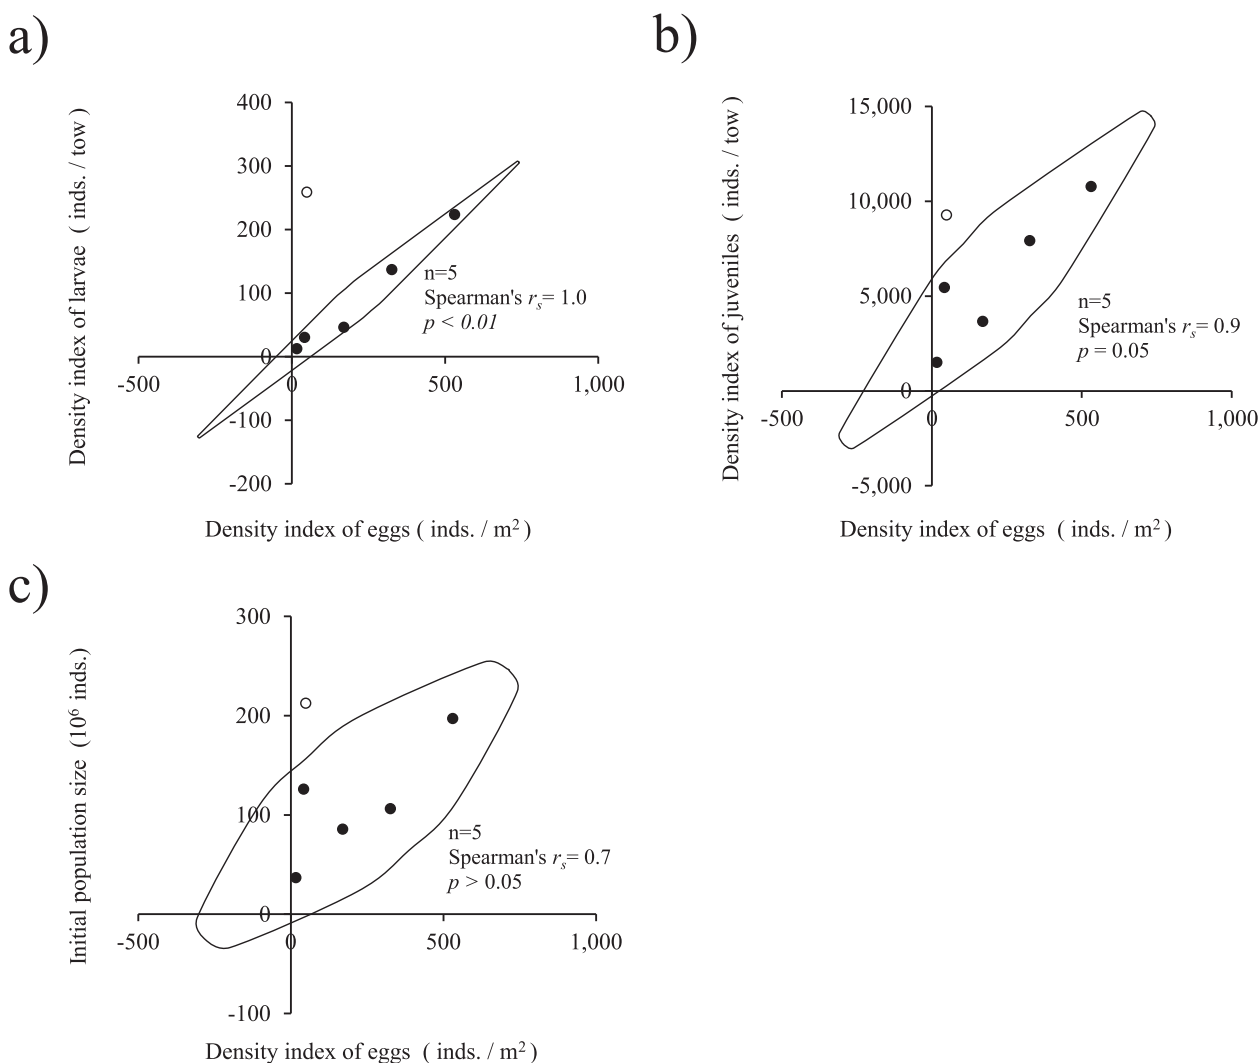 a)
Density index of larvae ( inds. / tow )
400
300
200
100
0
-100
-200
-500
0
500
1,000
n=5
Spearman's rs= 1.0
p < 0.01
Density index of eggs ( inds. / m2 )
b)
Density index of juveniles ( inds. / tow )
15,000
10,000
5,000
0
-5,000
-500
0
500
1,000
n=5
Spearman's rs= 0.9
p = 0.05
Density index of eggs ( inds. / m2 )
c)
Initial population size (106 inds.)
300
200
100
0
-100
-500
0
500
1,000
n=5
Spearman's rs= 0.7
p > 0.05
Density index of eggs ( inds. / m2 )